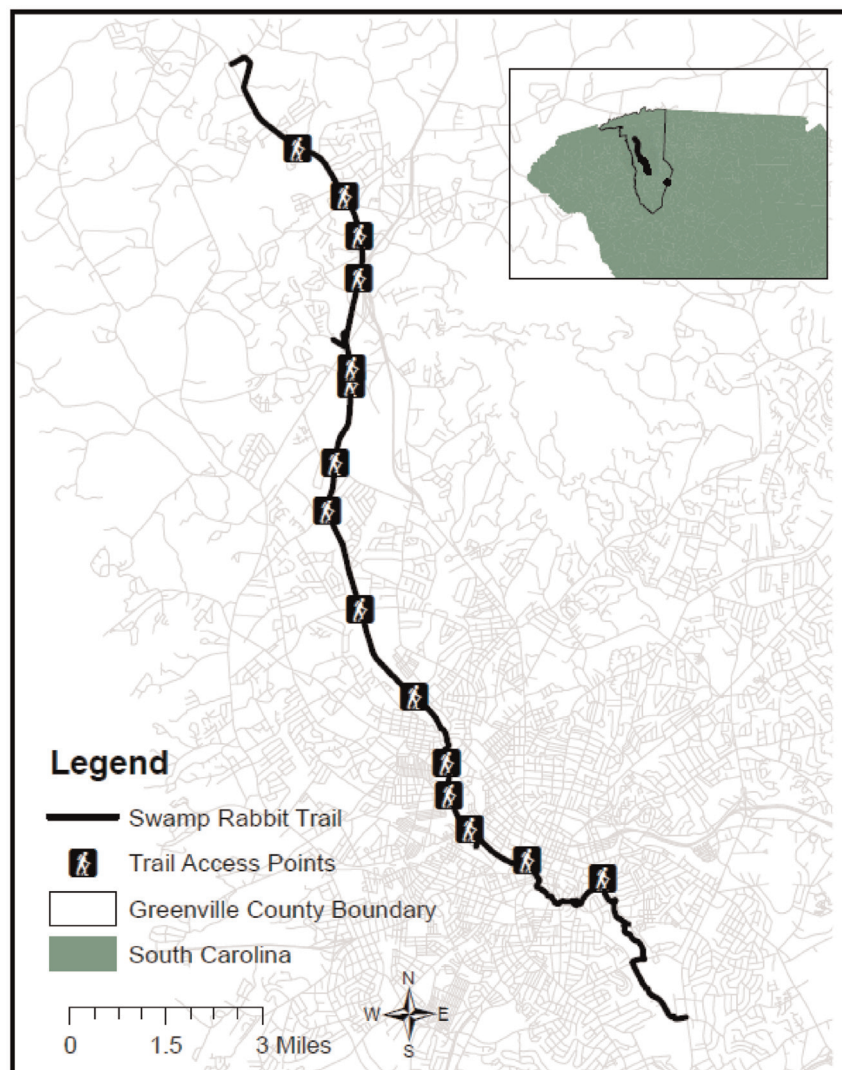 Legend
Swamp Rabbit Trail
Trail Access Points
Greenville County Boundary
South Carolina
N
W E
S
0 1.5 3 Miles